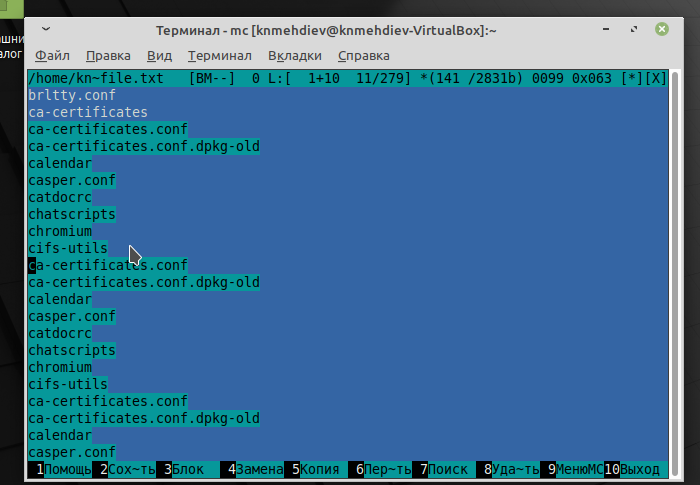 ашни
алог
Терминал - mc [knmehdiev@knmehdiev-VirtualBox]:~
Файл Правка Вид Терминал Вкладки Справка
/home/kn~file.txt [BM--] 0 L:[ 1+10 11/279] *(141 /2831b) 0099 0x063 [*][X]
brltty.conf
ca-certificates
ca-certificates.conf
ca-certificates.conf.dpkg-old
calendar
casper.conf
catdocrc
chatscripts
chromium
cifs-utils
ca-certificates.conf
ca-certificates.conf.dpkg-old
calendar
casper.conf
catdocrc
chatscripts
chromium
cifs-utils
ca-certificates.conf
ca-certificates.conf.dpkg-old
calendar
casper.conf
1Помощь 2Сох~ть 3Блок 4Замена 5Копия 6Пер~ть 7Поиск 8Уда~ть 9МенюМС 10Выход